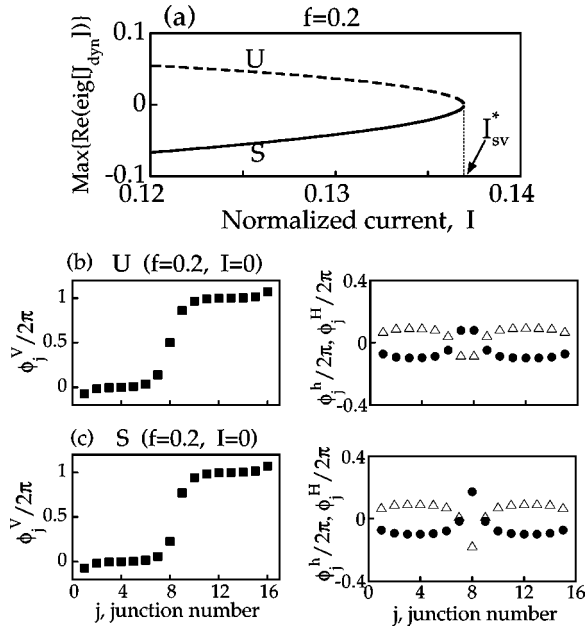 (a) f=0.2
Max{Re(eig[J_dyn])}
0.1
0
-0.1
U
S
I*_sv
0.12 0.13 0.14
Normalized current, I
(b) U (f=0.2, I=0)
ϕ_j^V/2π
1
0.5
0
ϕ_j^h/2π, ϕ_j^H/2π
0.4
0
-0.4
(c) S (f=0.2, I=0)
ϕ_j^V/2π
1
0.5
0
0 4 8 12 16
j, junction number
ϕ_j^h/2π, ϕ_j^H/2π
0.4
0
-0.4
0 4 8 12 15
j, junction number